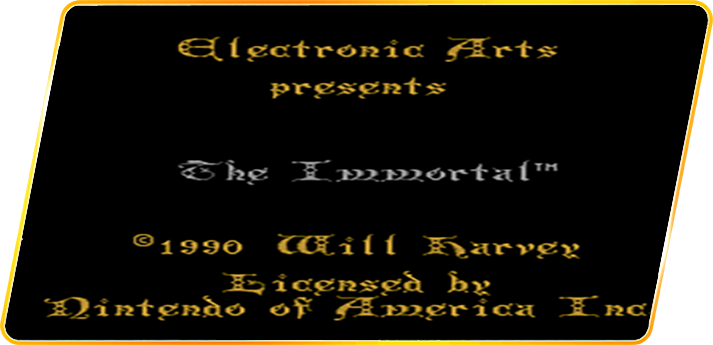 Electronic Arts
presents
The Immortal™
©1990 Will Harvey
Licensed by
Nintendo of America Inc